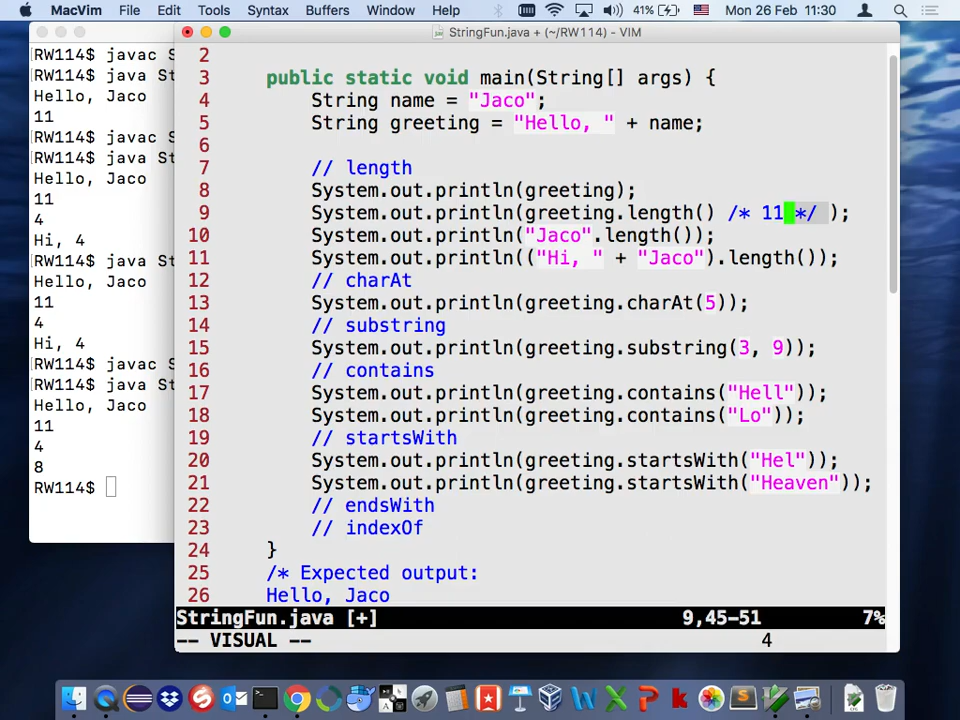 MacVim File Edit Tools Syntax Buffers Window Help 41% Mon 26 Feb 11:30
StringFun.java + (~/RW114) – VIM
RW114$ javac S
RW114$ java St
Hello, Jaco
11
RW114$ javac S
RW114$ java St
Hello, Jaco
11
4
Hi, 4
RW114$ javac S
RW114$ java St
Hello, Jaco
11
4
Hi, 4
RW114$ javac S
RW114$ java St
Hello, Jaco
11
4
8
RW114$
2
3 public static void main(String[] args) {
4 String name = "Jaco";
5 String greeting = "Hello, " + name;
6
7 // length
8 System.out.println(greeting);
9 System.out.println(greeting.length() /* 11 */ );
10 System.out.println("Jaco".length());
11 System.out.println(("Hi, " + "Jaco").length());
12 // charAt
13 System.out.println(greeting.charAt(5));
14 // substring
15 System.out.println(greeting.substring(3, 9));
16 // contains
17 System.out.println(greeting.contains("Hell"));
18 System.out.println(greeting.contains("Lo"));
19 // startsWith
20 System.out.println(greeting.startsWith("Hel"));
21 System.out.println(greeting.startsWith("Heaven"));
22 // endsWith
23 // indexOf
24 }
25 /* Expected output:
26 Hello, Jaco
StringFun.java [+] 9,45-51 7%
-- VISUAL -- 4